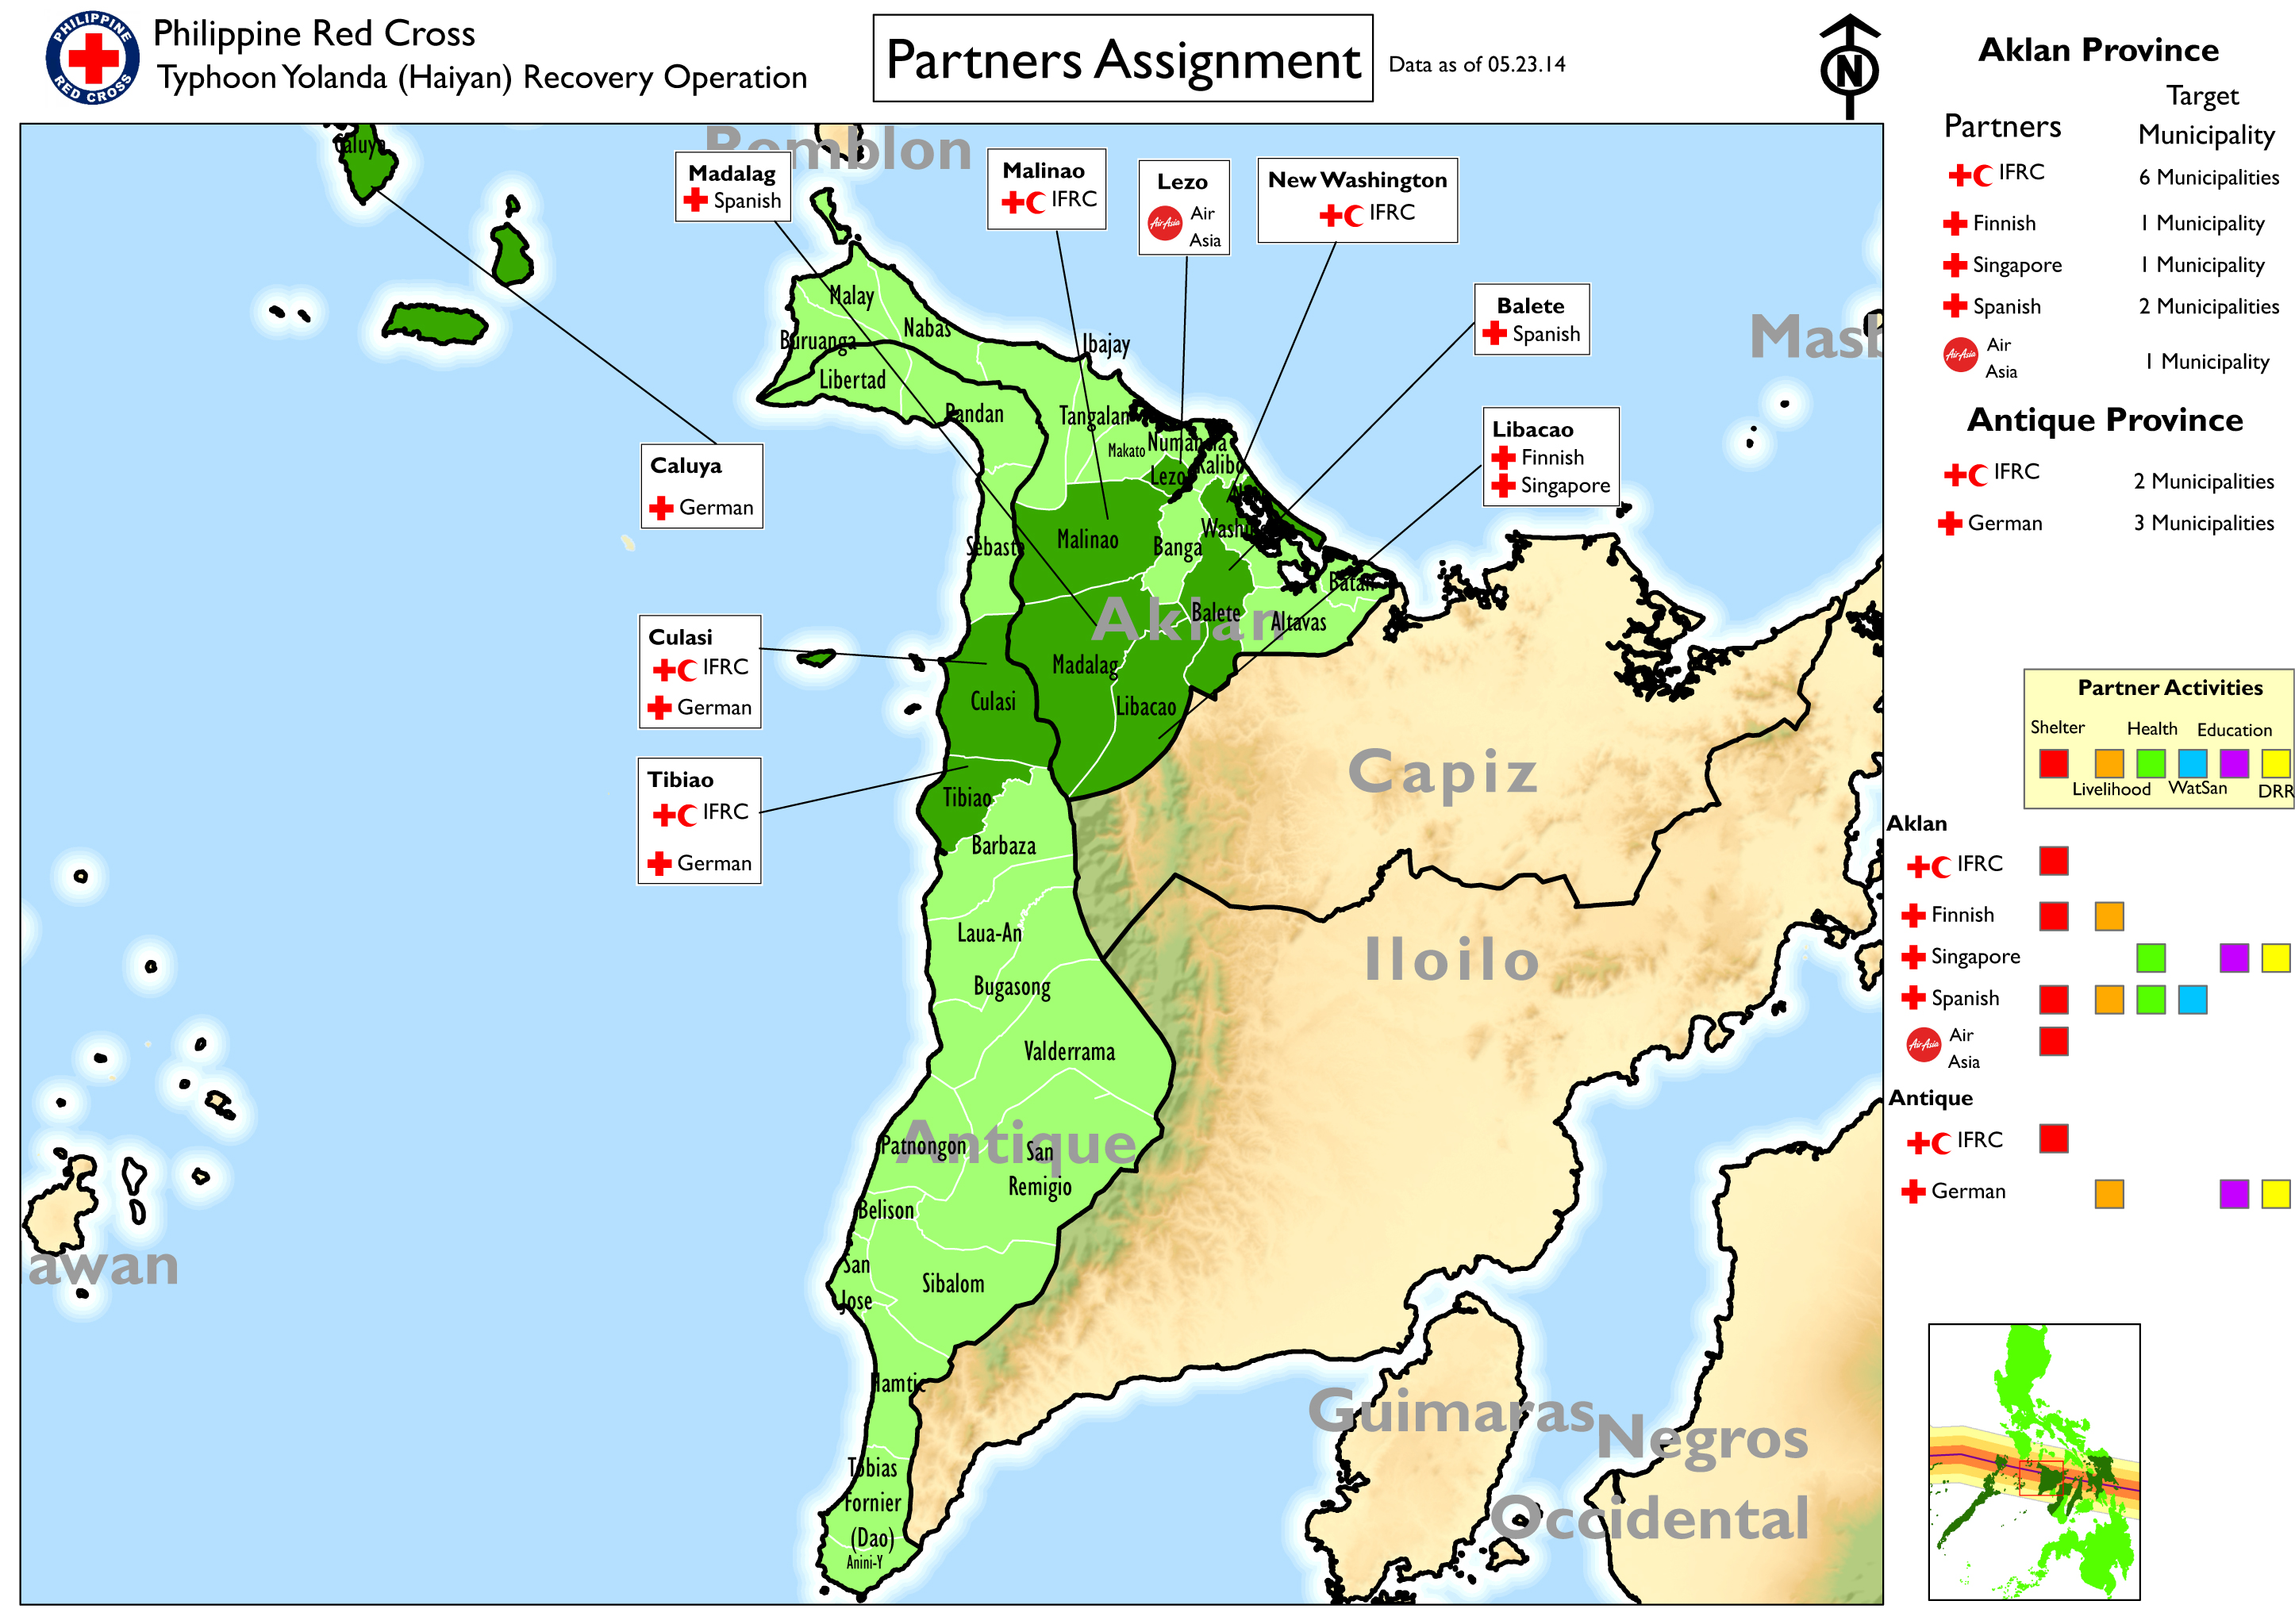 PHILIPPINE
RED CROSS
Philippine Red Cross
Typhoon Yolanda (Haiyan) Recovery Operation
Partners Assignment
Data as of 05.23.14
N
Aklan Province
Partners
Target
Municipality
IFRC
6 Municipalities
Finnish
1 Municipality
Singapore
1 Municipality
Spanish
2 Municipalities
AirAsia
Air
Asia
1 Municipality
Antique Province
IFRC
2 Municipalities
German
3 Municipalities
Partner Activities
Shelter
Health
Education
Livelihood
WatSan
DRR
Aklan
IFRC
Finnish
Singapore
Spanish
AirAsia
Air
Asia
Antique
IFRC
German
Romblon
Caluya
Madalag
Spanish
Malinao
IFRC
Lezo
AirAsia
Air
Asia
New Washington
IFRC
Balete
Spanish
Libacao
Finnish
Singapore
Caluya
German
Culasi
IFRC
German
Tibiao
IFRC
German
Masb
Malay
Nabas
Buruanga
Ibajay
Libertad
Pandan
Tangalan
Makato
Numancia
Lezo
Kalibo
Malinao
Banga
Washi
Sebaste
Batan
Aklan
Balete
Altavas
Madalag
Culasi
Libacao
Tibiao
Capiz
Barbaza
Laua-An
Iloilo
Bugasong
Valderrama
Antique
Patnongon
San
Remigio
Belison
awan
San
Jose
Sibalom
Hamtic
Guimaras
Negros
Occidental
Tobias
Fornier
(Dao)
Anini-Y